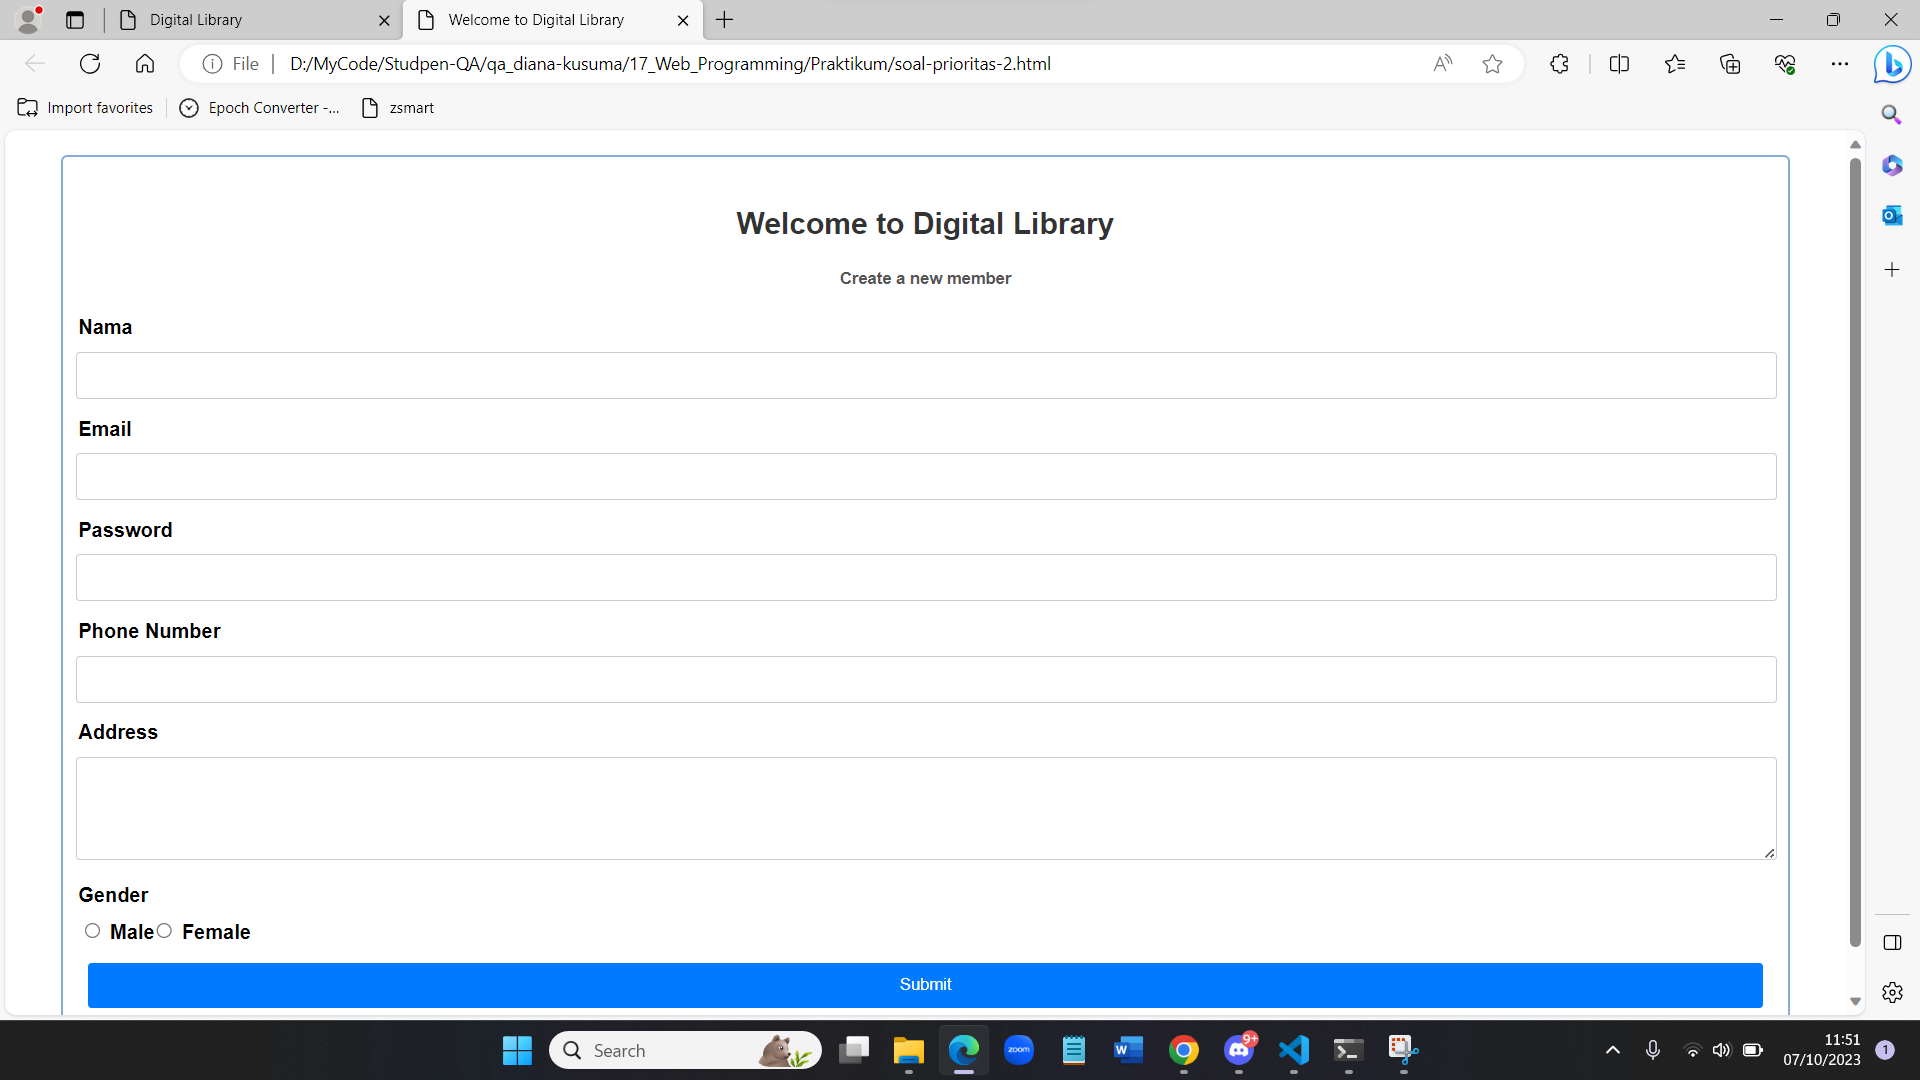 Digital Library
Welcome to Digital Library
File
D:/MyCode/Studpen-QA/qa_diana-kusuma/17_Web_Programming/Praktikum/soal-prioritas-2.html
Import favorites
Epoch Converter -...
zsmart
Welcome to Digital Library
Create a new member
Nama
Email
Password
Phone Number
Address
Gender
Male Female
Submit
Search
zoom
9+
11:51
07/10/2023
1